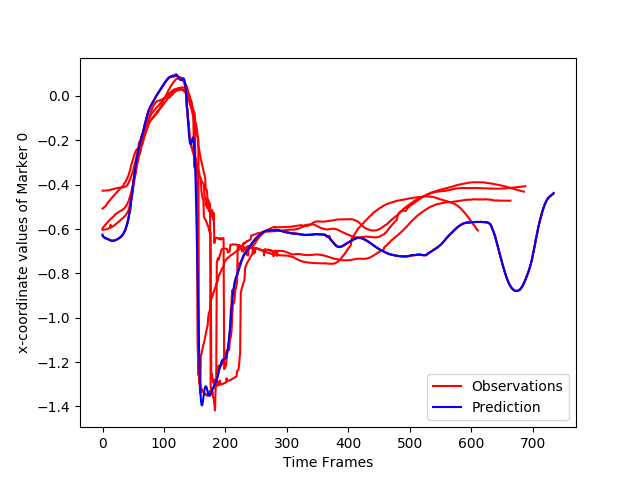 x-coordinate values of Marker 0
0.0
−0.2
−0.4
−0.6
−0.8
−1.0
−1.2
−1.4
Observations
Prediction
0 100 200 300 400 500 600 700
Time Frames